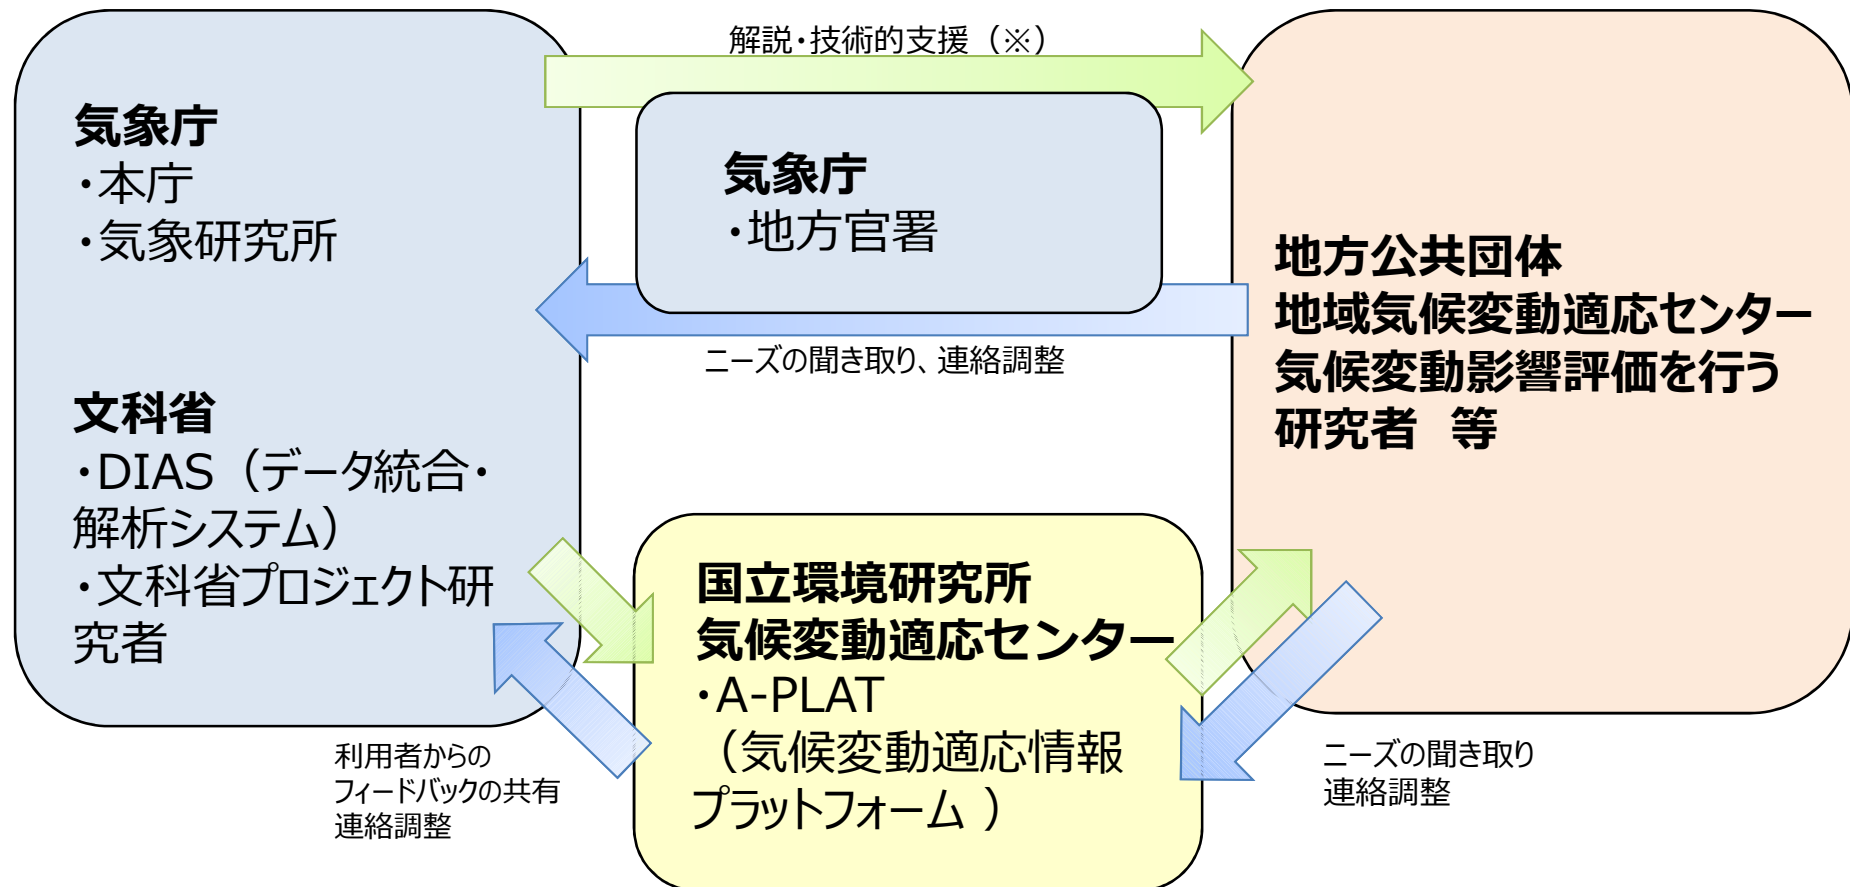 解説・技術的支援（※）
気象庁
・本庁
・気象研究所
文科省
・DIAS（データ統合・
解析システム）
・文科省プロジェクト研
究者
気象庁
・地方官署
ニーズの聞き取り、連絡調整
地方公共団体
地域気候変動適応センター
気候変動影響評価を行う
研究者　等
国立環境研究所
気候変動適応センター
・A-PLAT
（気候変動適応情報
プラットフォーム ）
利用者からの
フィードバックの共有
連絡調整
ニーズの聞き取り
連絡調整